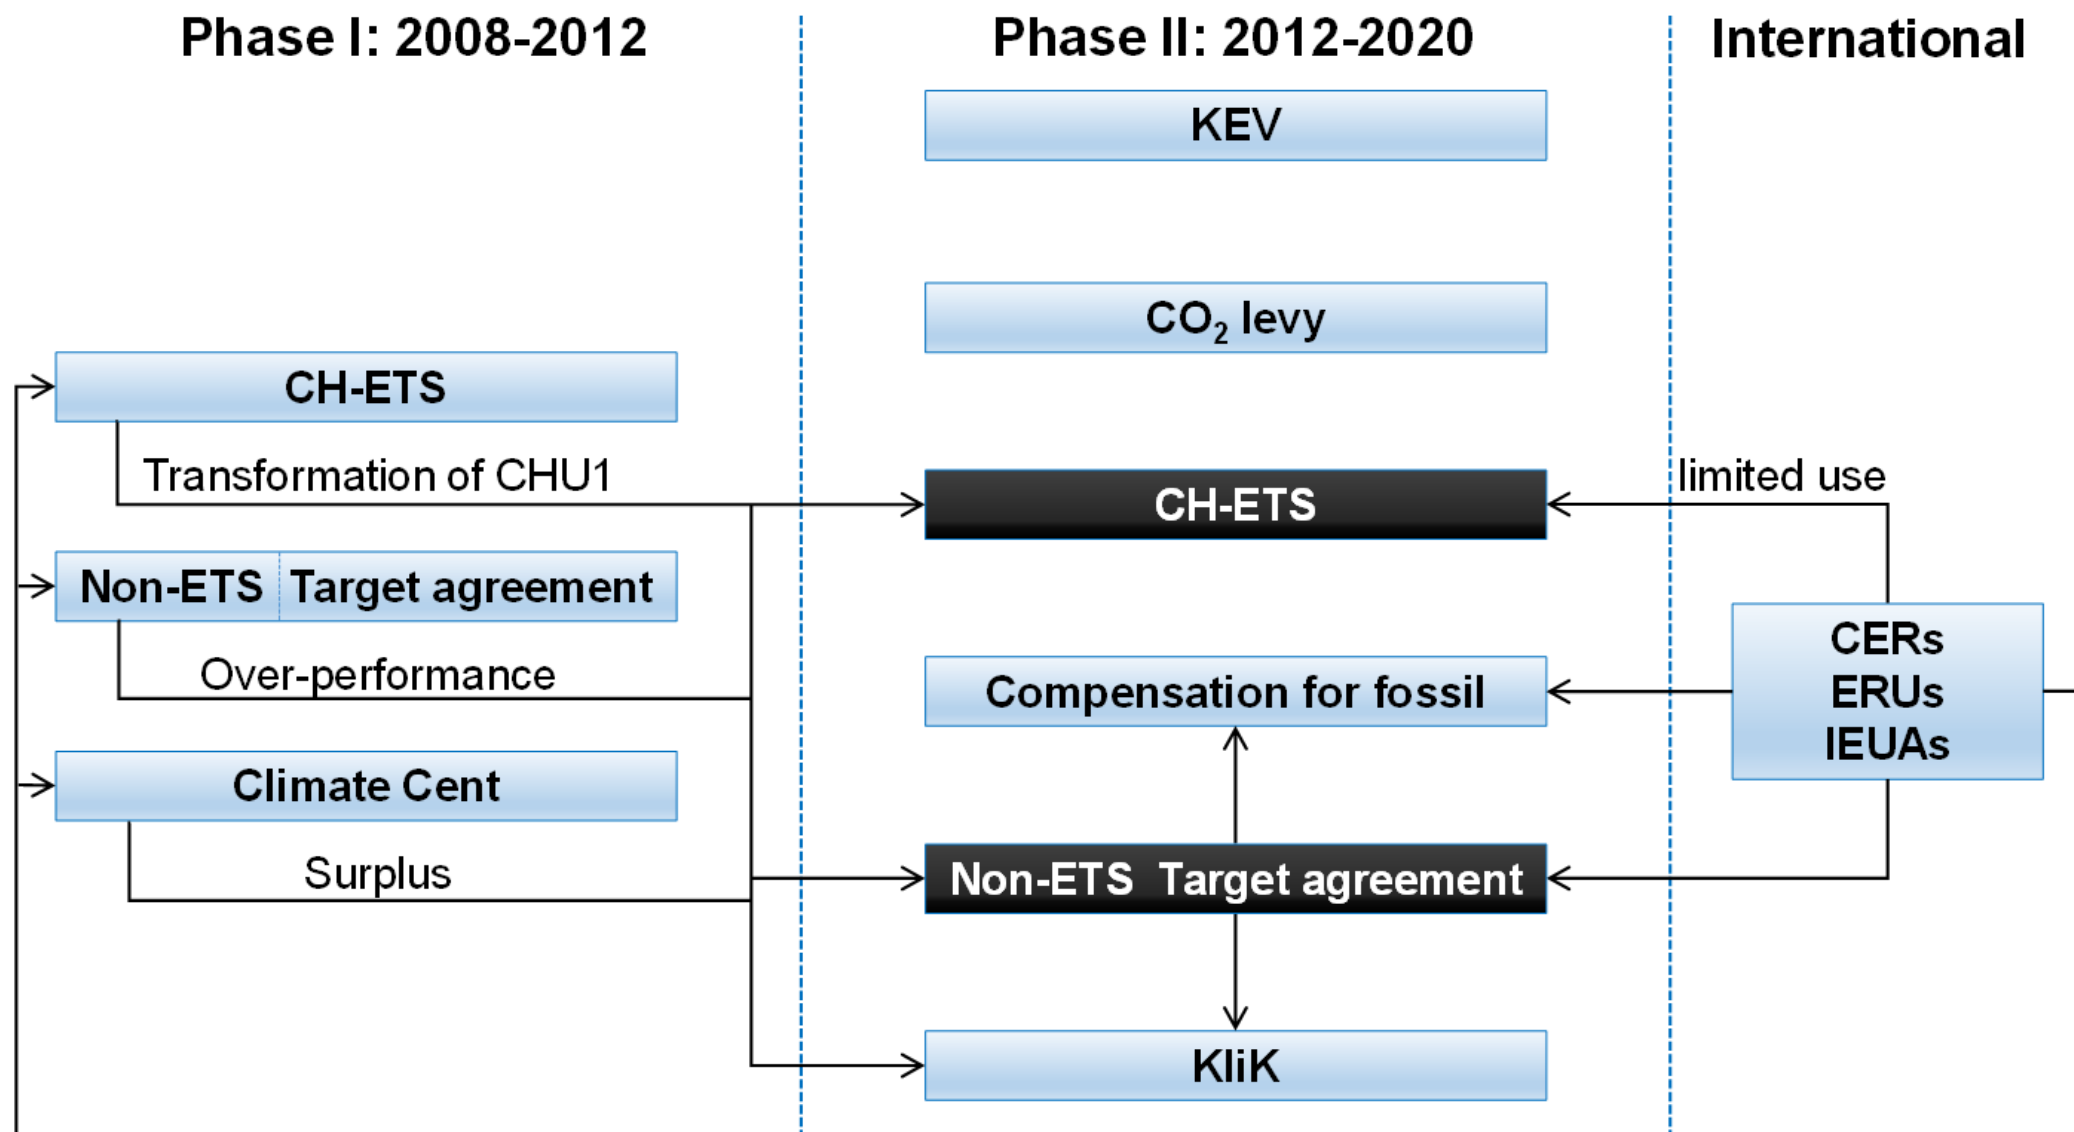 Phase I: 2008-2012
Phase II: 2012-2020
International
KEV
CO₂ levy
CH-ETS
Transformation of CHU1
CH-ETS
limited use
Non-ETS Target agreement
Over-performance
Compensation for fossil
CERs
ERUs
IEUAs
Climate Cent
Surplus
Non-ETS Target agreement
KliK